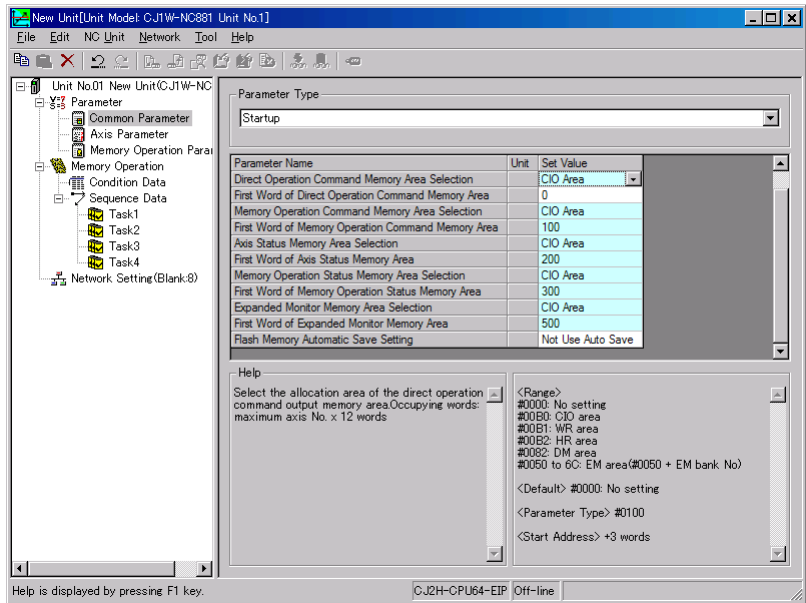 New Unit[Unit Model: CJ1W-NC881 Unit No.1]
File Edit NC Unit Network Tool Help
Unit No.01 New Unit(CJ1W-NC
Parameter
Common Parameter
Axis Parameter
Memory Operation Parai
Memory Operation
Condition Data
Sequence Data
Task1
Task2
Task3
Task4
Network Setting(Blank:8)
Parameter Type
Startup
Parameter Name Unit Set Value
Direct Operation Command Memory Area Selection CIO Area
First Word of Direct Operation Command Memory Area 0
Memory Operation Command Memory Area Selection CIO Area
First Word of Memory Operation Command Memory Area 100
Axis Status Memory Area Selection CIO Area
First Word of Axis Status Memory Area 200
Memory Operation Status Memory Area Selection CIO Area
First Word of Memory Operation Status Memory Area 300
Expanded Monitor Memory Area Selection CIO Area
First Word of Expanded Monitor Memory Area 500
Flash Memory Automatic Save Setting Not Use Auto Save
Help
Select the allocation area of the direct operation
command output memory area.Occupying words:
maximum axis No. x 12 words
<Range>
#0000: No setting
#00B0: CIO area
#00B1: WR area
#00B2: HR area
#0082: DM area
#0050 to 6C: EM area(#0050 + EM bank No)
<Default> #0000: No setting
<Parameter Type> #0100
<Start Address> +3 words
Help is displayed by pressing F1 key.
CJ2H-CPU64-EIP Off-line